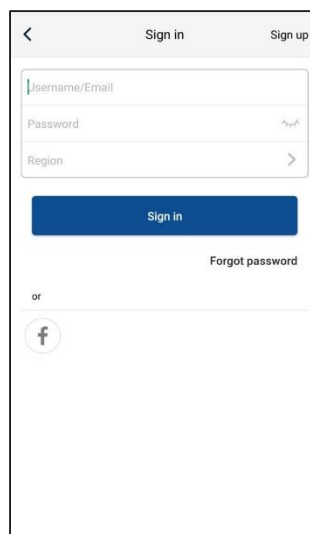 Sign in Sign up
Username/Email
Password
Region
Sign in
Forgot password
or
f